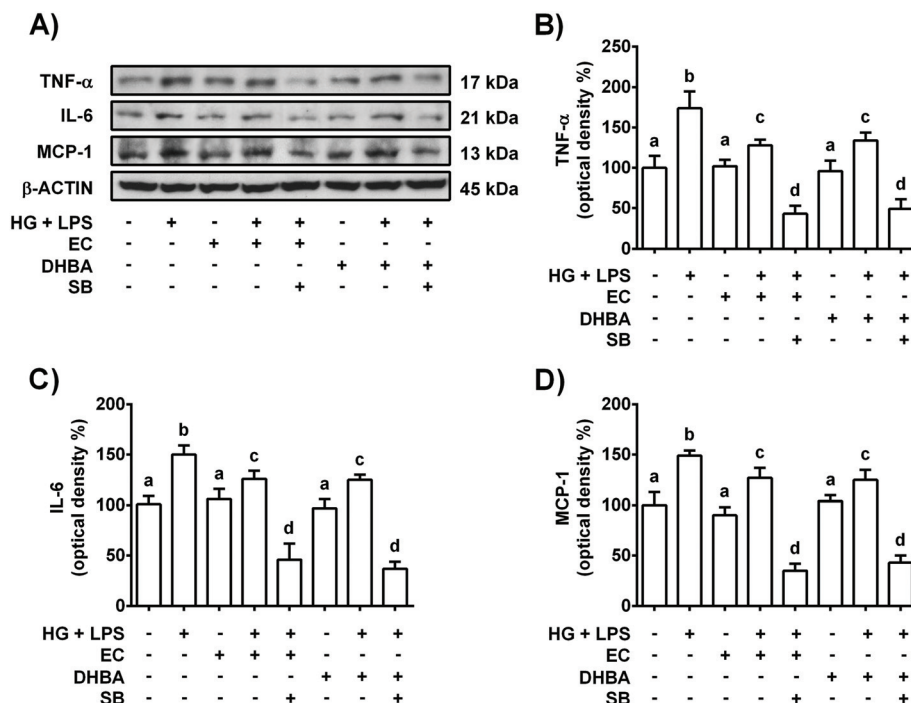 A)
TNF-α 17 kDa
IL-6 21 kDa
MCP-1 13 kDa
β-ACTIN 45 kDa
HG + LPS - + - + + - + +
EC - - + + + - - -
DHBA - - - - - + + +
SB - - - - + - - +
B)
TNF-α
(optical density %)
250
200
150
100
50
0
a b a c d a c d
HG + LPS - + - + + - + +
EC - - + + + - - -
DHBA - - - - - + + +
SB - - - - + - - +
C)
IL-6
(optical density %)
200
150
100
50
0
a b a c d a c d
HG + LPS - + - + + - + +
EC - - + + + - - -
DHBA - - - - - + + +
SB - - - - + - - +
D)
MCP-1
(optical density %)
200
150
100
50
0
a b a c d a c d
HG + LPS - + - + + - + +
EC - - + + + - - -
DHBA - - - - - + + +
SB - - - - + - - +